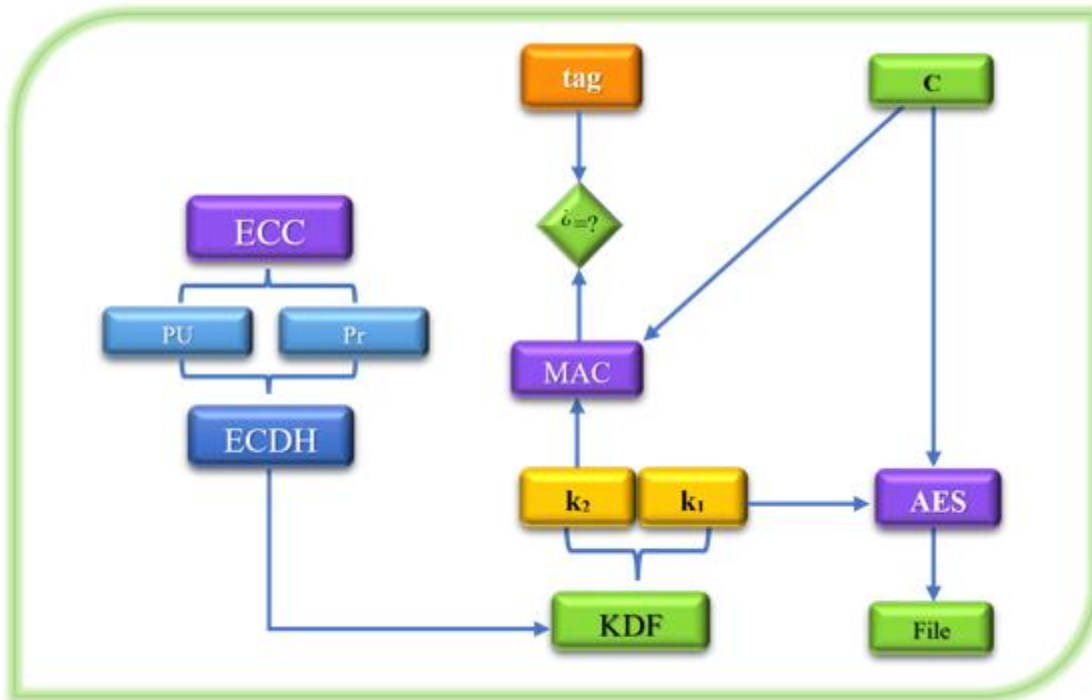 tag
C
¿=?
ECC
PU
Pr
MAC
ECDH
k₂
k₁
AES
KDF
File